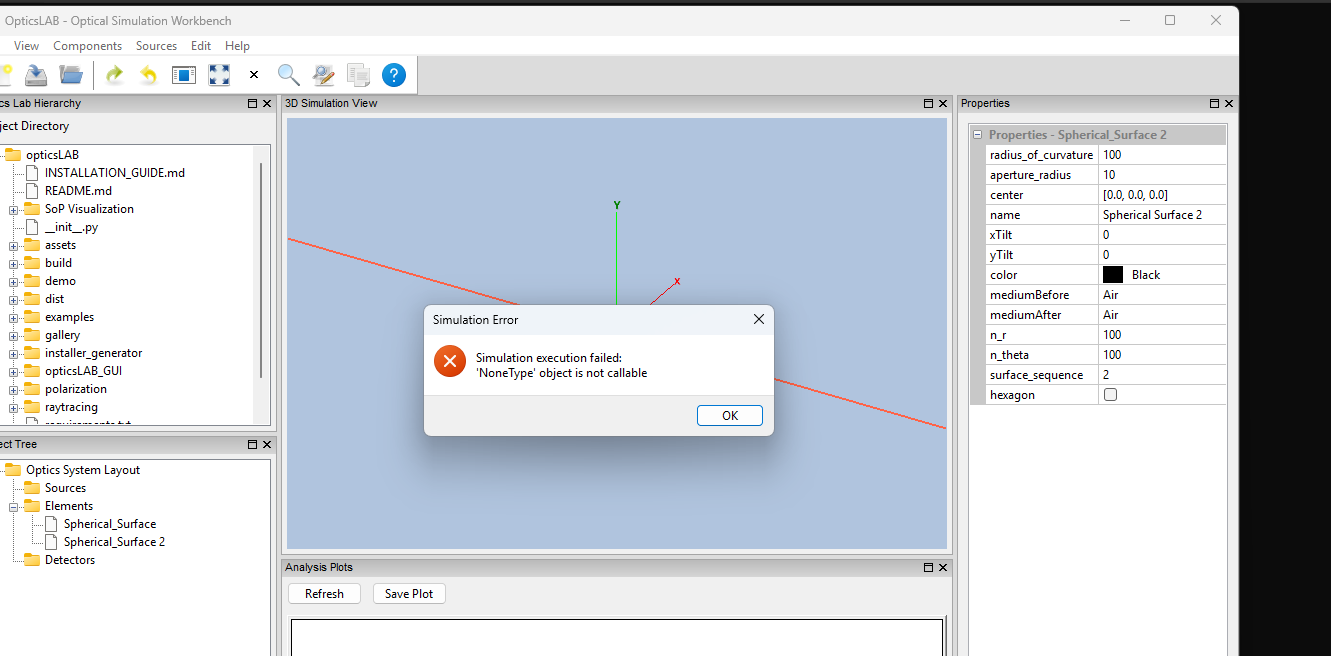 OpticsLAB - Optical Simulation Workbench
View Components Sources Edit Help
cs Lab Hierarchy
ject Directory
opticsLAB
INSTALLATION_GUIDE.md
README.md
SoP Visualization
__init__.py
assets
build
demo
dist
examples
gallery
installer_generator
opticsLAB_GUI
polarization
raytracing
requirements.txt
ect Tree
Optics System Layout
Sources
Elements
Spherical_Surface
Spherical_Surface 2
Detectors
3D Simulation View
Y
X
Simulation Error
Simulation execution failed:
'NoneType' object is not callable
OK
Analysis Plots
Refresh Save Plot
Properties
Properties - Spherical_Surface 2
radius_of_curvature 100
aperture_radius 10
center [0.0, 0.0, 0.0]
name Spherical Surface 2
xTilt 0
yTilt 0
color Black
mediumBefore Air
mediumAfter Air
n_r 100
n_theta 100
surface_sequence 2
hexagon